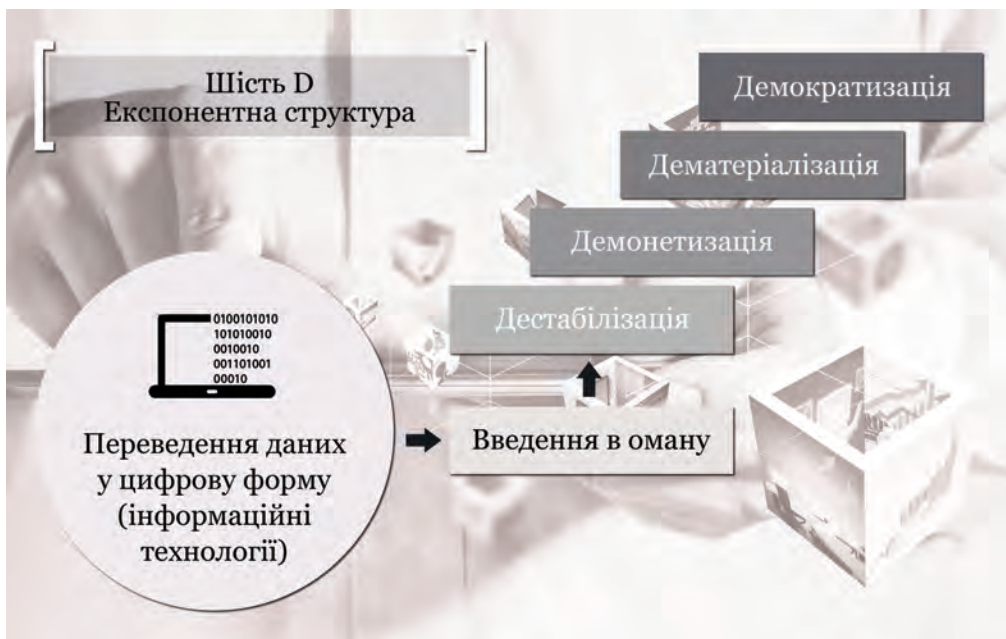 Шість D
Експонентна структура
Демократизація
Дематеріалізація
Демонетизація
Дестабілізація
0100101010
101010010
0010010
001101001
00010
Переведення даних
у цифрову форму
(інформаційні
технології)
Введення в оману